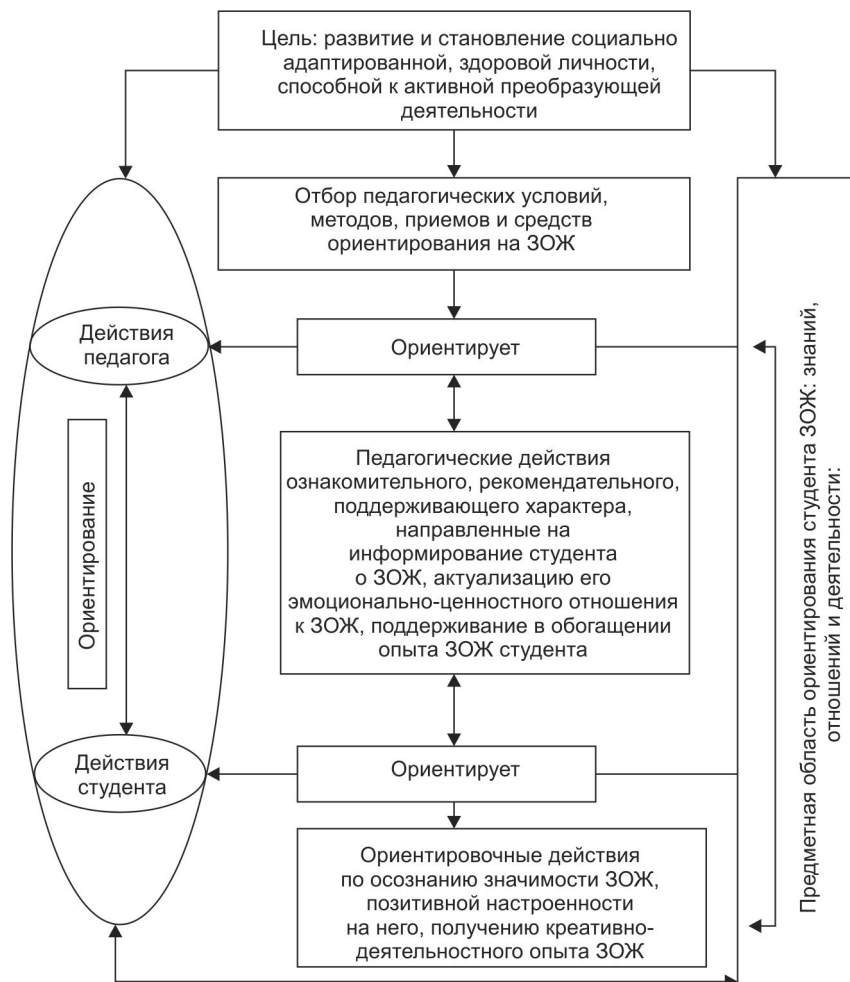 Цель: развитие и становление социально
адаптированной, здоровой личности,
способной к активной преобразующей
деятельности
Отбор педагогических условий,
методов, приемов и средств
ориентирования на ЗОЖ
Действия
педагога
Ориентирует
Ориентирование
Педагогические действия
ознакомительного, рекомендательного,
поддерживающего характера,
направленные на
информирование студента
о ЗОЖ, актуализацию его
эмоционально-ценностного отношения
к ЗОЖ, поддерживание в обогащении
опыта ЗОЖ студента
Действия
студента
Ориентирует
Ориентировочные действия
по осознанию значимости ЗОЖ,
позитивной настроенности
на него, получению креативно-
деятельностного опыта ЗОЖ
Предметная область ориентирования студента ЗОЖ: знаний,
отношений и деятельности: